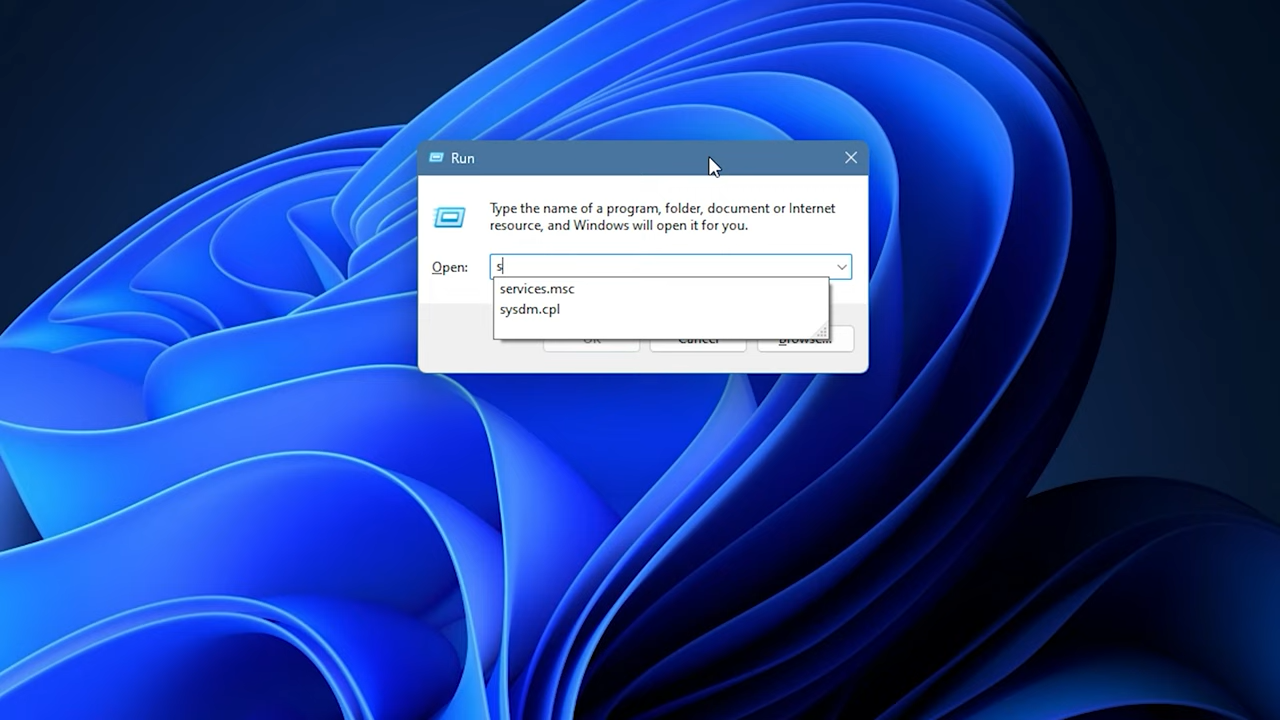 Run
Type the name of a program, folder, document or Internet
resource, and Windows will open it for you.
Open: s
services.msc
sysdm.cpl
OK Cancel Browse...